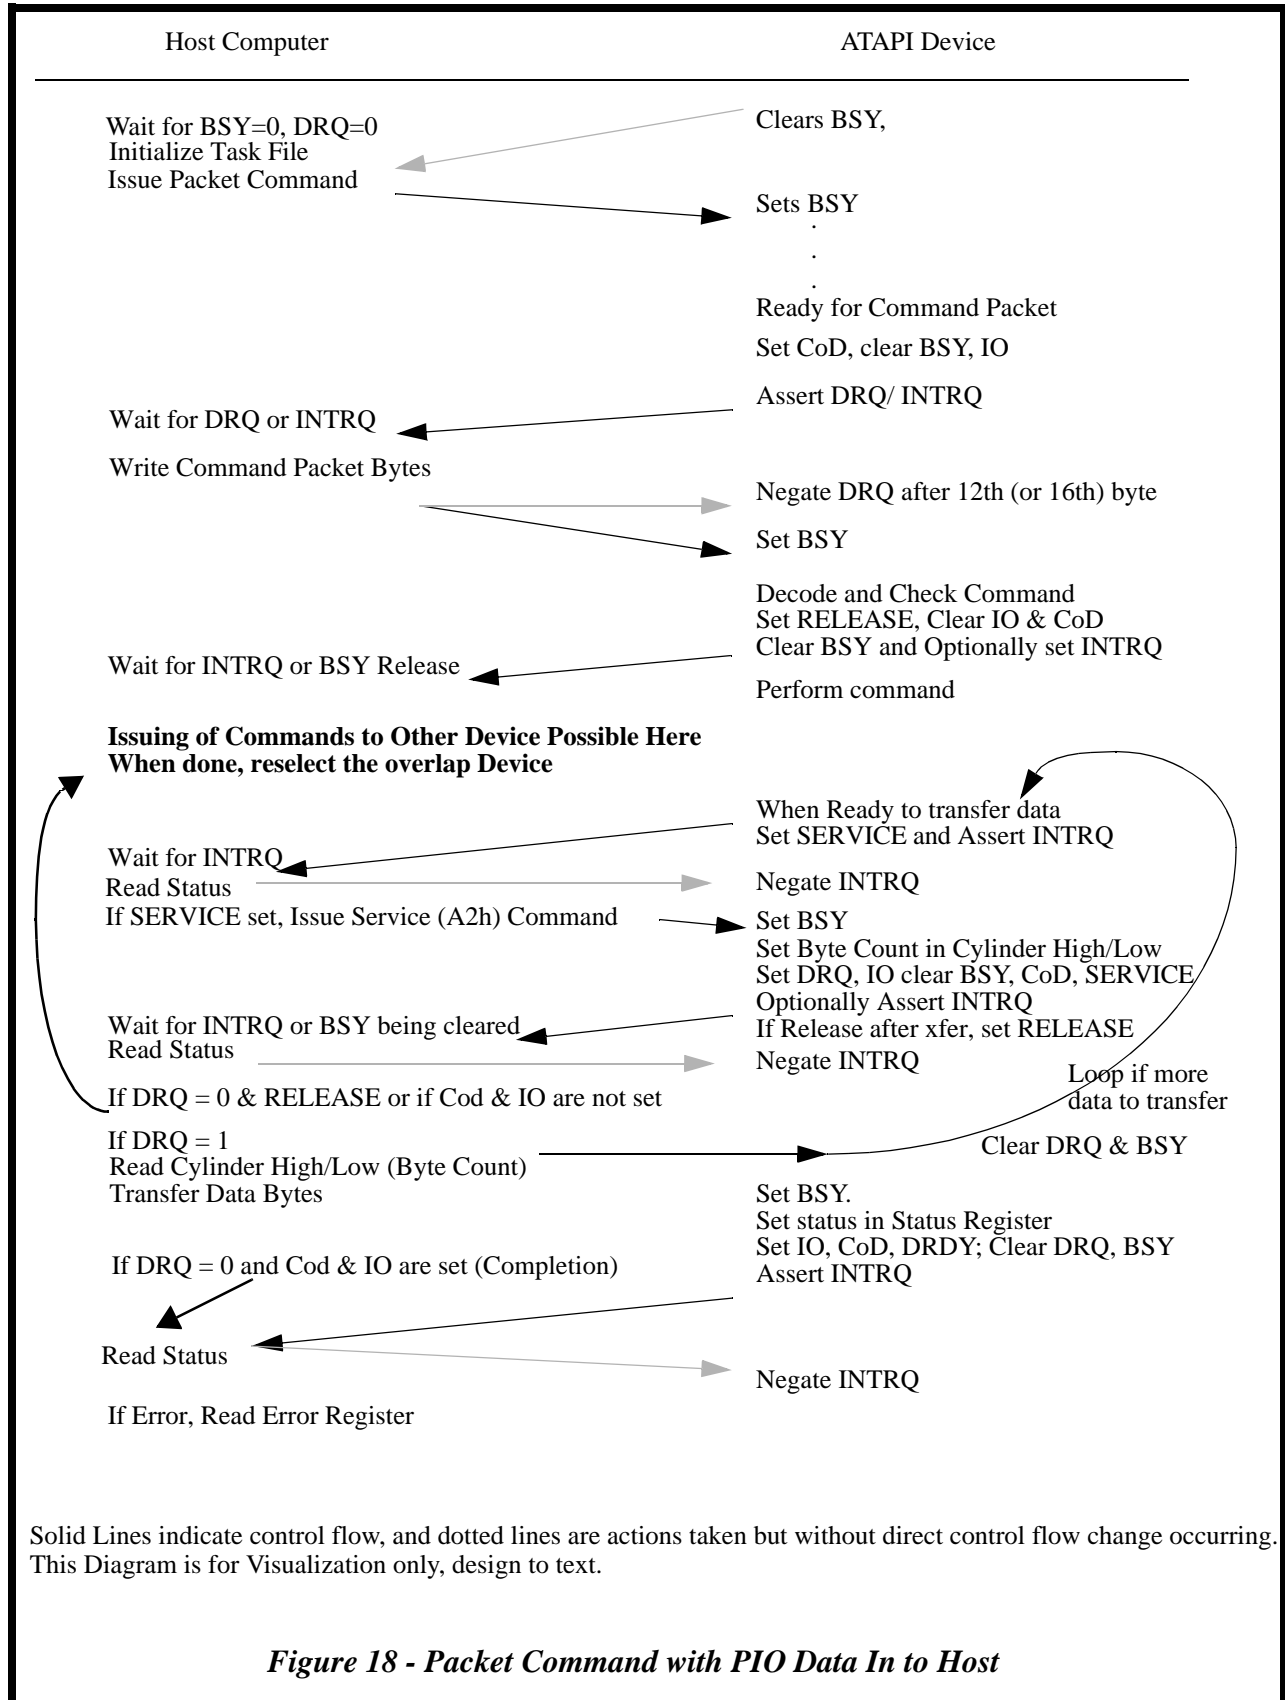 Host Computer
ATAPI Device
Clears BSY,
Wait for BSY=0, DRQ=0
Initialize Task File
Issue Packet Command
Sets BSY
.
.
.
Ready for Command Packet
Set CoD, clear BSY, IO
Assert DRQ/ INTRQ
Wait for DRQ or INTRQ
Write Command Packet Bytes
Negate DRQ after 12th (or 16th) byte
Set BSY
Decode and Check Command
Set RELEASE, Clear IO & CoD
Clear BSY and Optionally set INTRQ
Wait for INTRQ or BSY Release
Perform command
Issuing of Commands to Other Device Possible Here
When done, reselect the overlap Device
When Ready to transfer data
Set SERVICE and Assert INTRQ
Wait for INTRQ
Read Status
Negate INTRQ
If SERVICE set, Issue Service (A2h) Command
Set BSY
Set Byte Count in Cylinder High/Low
Set DRQ, IO clear BSY, CoD, SERVICE
Optionally Assert INTRQ
If Release after xfer, set RELEASE
Wait for INTRQ or BSY being cleared
Read Status
Negate INTRQ
Loop if more
data to transfer
If DRQ = 0 & RELEASE or if Cod & IO are not set
If DRQ = 1
Read Cylinder High/Low (Byte Count)
Transfer Data Bytes
Clear DRQ & BSY
Set BSY.
Set status in Status Register
Set IO, CoD, DRDY; Clear DRQ, BSY
Assert INTRQ
If DRQ = 0 and Cod & IO are set (Completion)
Read Status
Negate INTRQ
If Error, Read Error Register
Solid Lines indicate control flow, and dotted lines are actions taken but without direct control flow change occurring.
This Diagram is for Visualization only, design to text.
Figure 18 - Packet Command with PIO Data In to Host